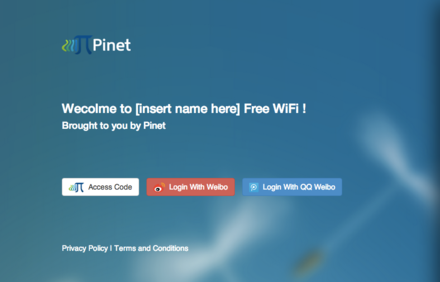 Pinet
Wecolme to [insert name here] Free WiFi !
Brought to you by Pinet
Access Code
Login With Weibo
Login With QQ Weibo
Privacy Policy | Terms and Conditions